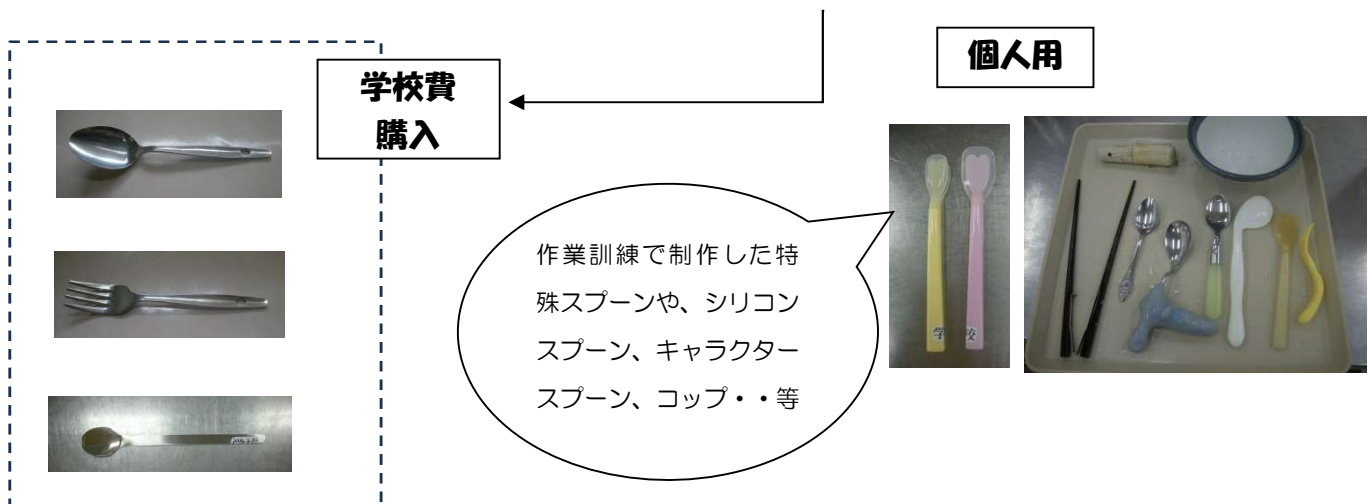 学校費
購入
個人用
作業訓練で制作した特
殊スプーンや、シリコン
スプーン、キャラクター
スプーン、コップ・・等
学
校